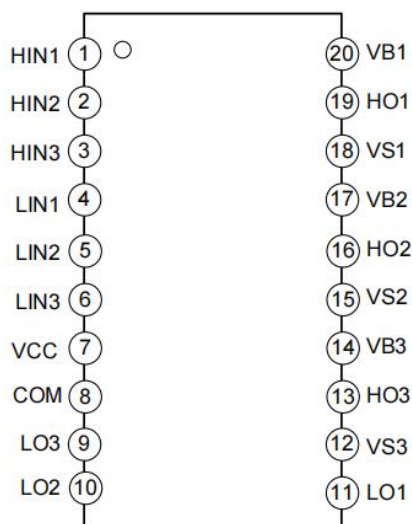 HIN1 1 20 VB1
HIN2 2 19 HO1
HIN3 3 18 VS1
LIN1 4 17 VB2
LIN2 5 16 HO2
LIN3 6 15 VS2
VCC 7 14 VB3
COM 8 13 HO3
LO3 9 12 VS3
LO2 10 11 LO1